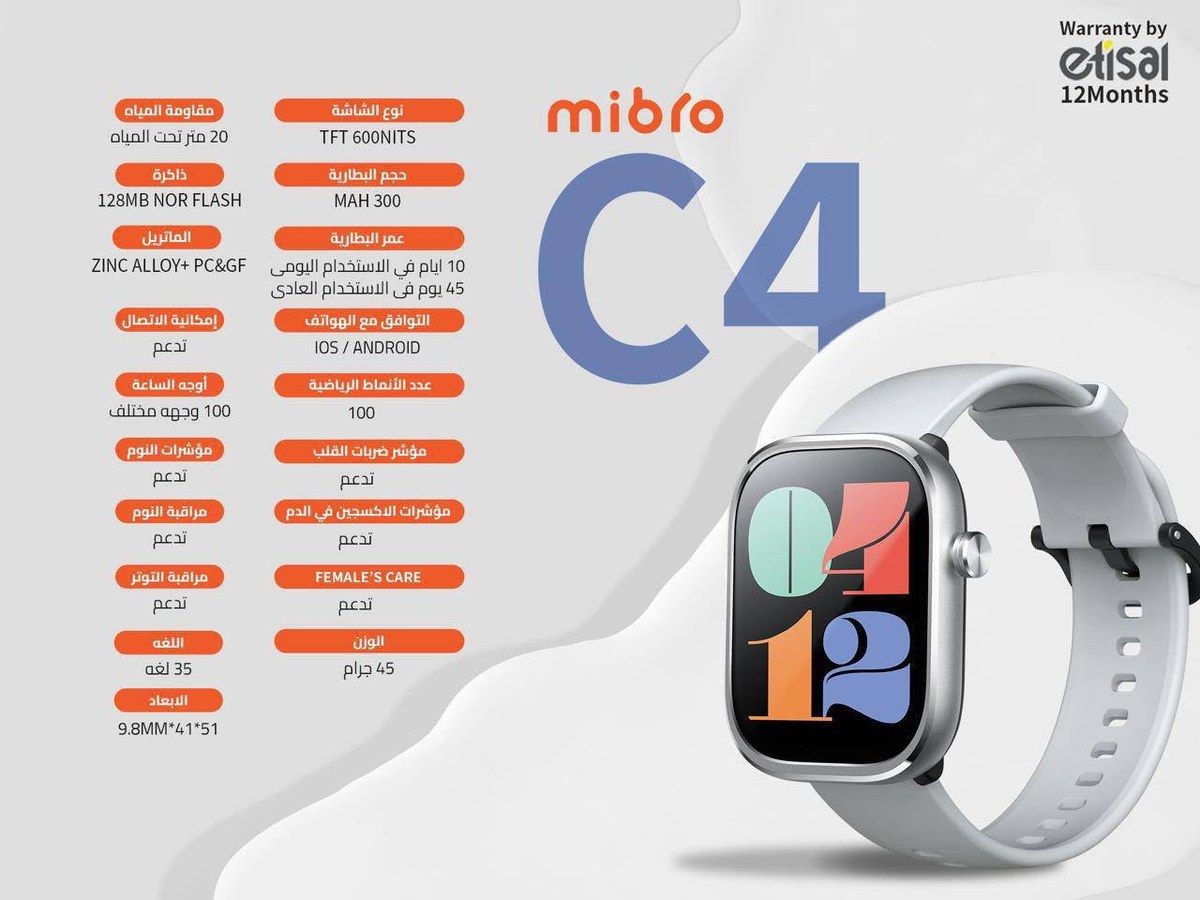 Warranty by
etisal
12Months
mibro
C4
نوع الشاشة
TFT 600NITS
حجم البطارية
MAH 300
عمر البطارية
10 ايام في الاستخدام اليومى
45 يوم فى الاستخدام العادى
التوافق مع الهواتف
IOS / ANDROID
عدد الأنماط الرياضية
100
مؤشر ضربات القلب
تدعم
مؤشرات الاكسجين في الدم
تدعم
FEMALE'S CARE
تدعم
الوزن
45 جرام
مقاومة المياه
20 متر تحت المياه
ذاكرة
128MB NOR FLASH
الماتريل
ZINC ALLOY+ PC&GF
إمكانية الاتصال
تدعم
أوجه الساعة
100 وجهه مختلف
مؤشرات النوم
تدعم
مراقبة النوم
تدعم
مراقبة التوتر
تدعم
اللغه
35 لغه
الابعاد
9.8MM*41*51
04
12